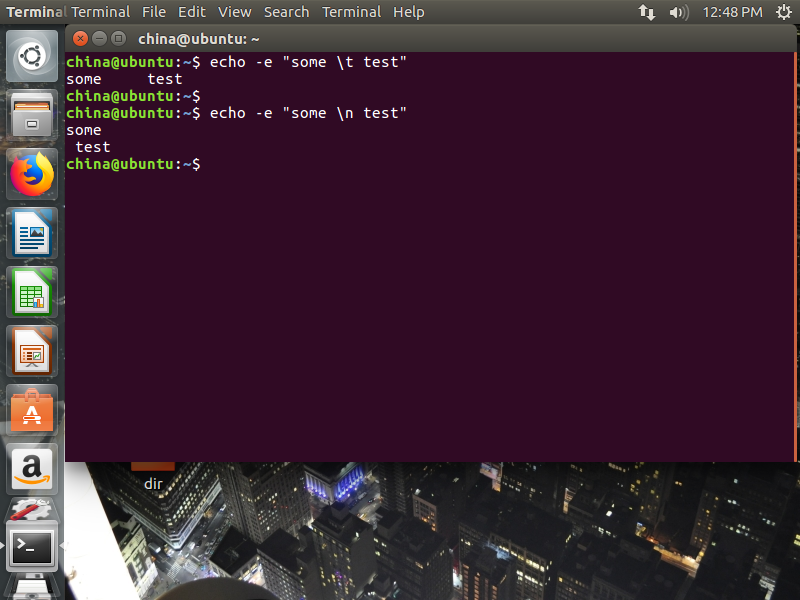 Terminal Terminal File Edit View Search Terminal Help 12:48 PM
china@ubuntu: ~
china@ubuntu:~$ echo -e "some \t test"
some     test
china@ubuntu:~$
china@ubuntu:~$ echo -e "some \n test"
some
 test
china@ubuntu:~$
dir